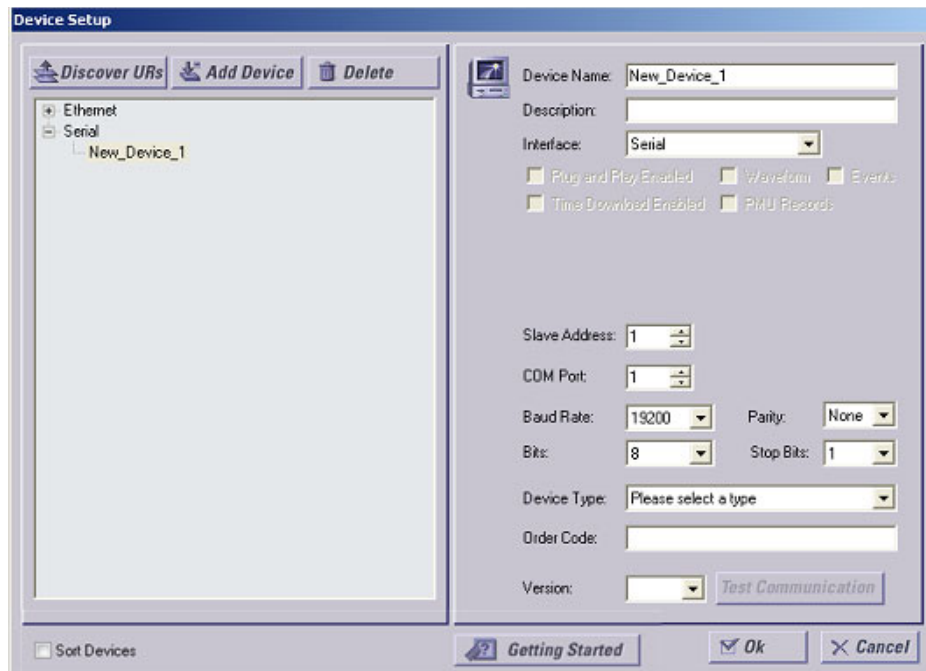 Device Setup
Discover URs Add Device Delete
Ethernet
Serial
New_Device_1
Device Name: New_Device_1
Description:
Interface: Serial
Plug and Play Enabled Waveform Events
Time Download Enabled PMU Records
Slave Address: 1
COM Port: 1
Baud Rate: 19200 Parity: None
Bits: 8 Stop Bits: 1
Device Type: Please select a type
Order Code:
Version: Test Communication
Sort Devices
Getting Started Ok Cancel